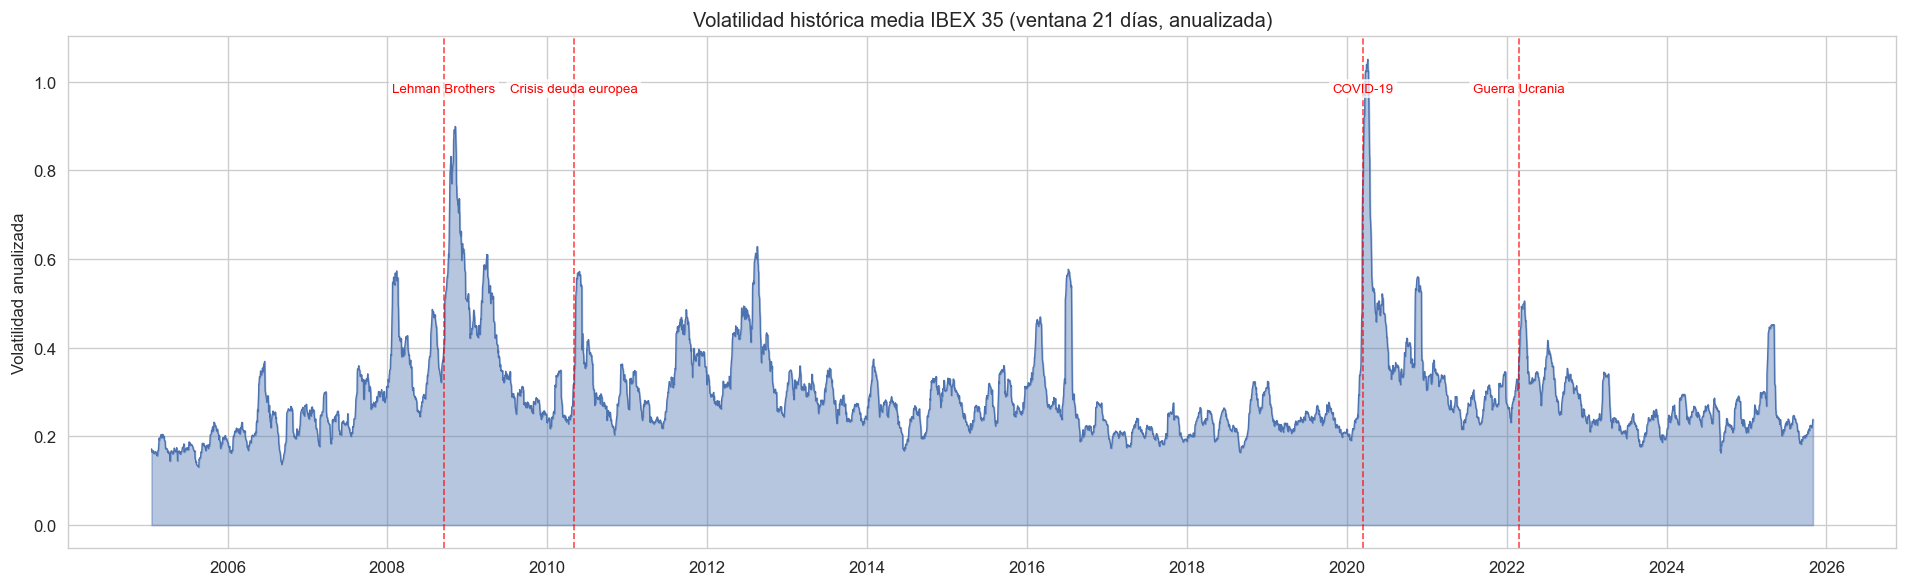 Volatilidad histórica media IBEX 35 (ventana 21 días, anualizada)
Volatilidad anualizada
1.0
0.8
0.6
0.4
0.2
0.0
Lehman Brothers
Crisis deuda europea
COVID-19
Guerra Ucrania
2006
2008
2010
2012
2014
2016
2018
2020
2022
2024
2026